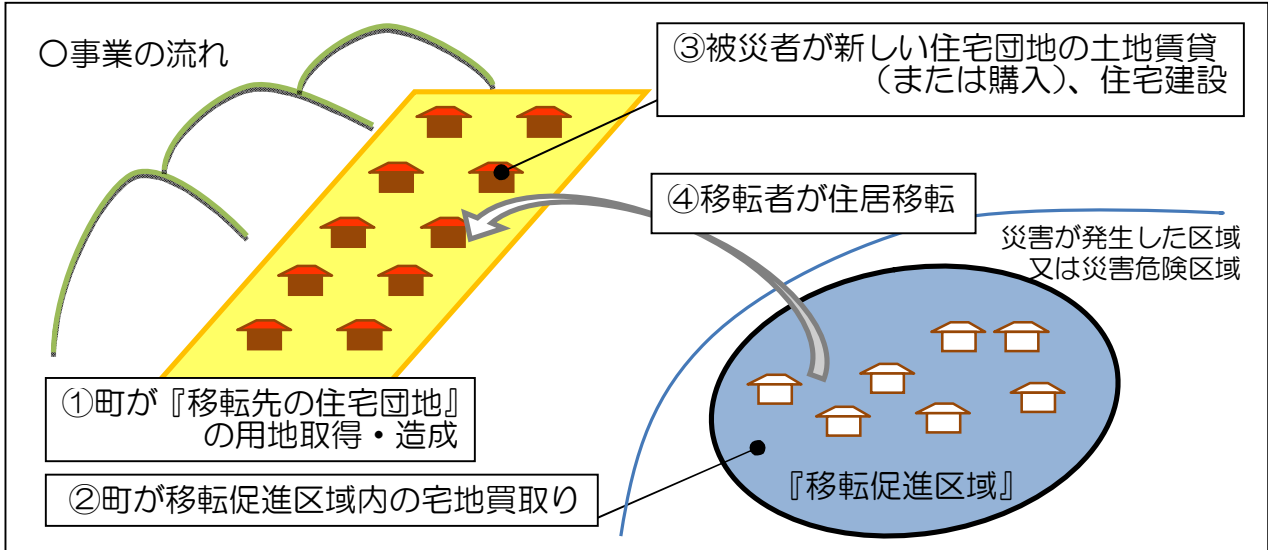 〇事業の流れ
③被災者が新しい住宅団地の土地賃貸
（または購入）、住宅建設
④移転者が住居移転
災害が発生した区域
又は災害危険区域
①町が『移転先の住宅団地』
の用地取得・造成
②町が移転促進区域内の宅地買取り
『移転促進区域』